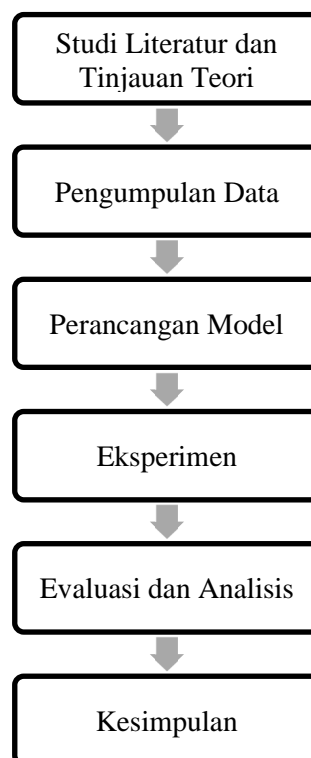 Studi Literatur dan
Tinjauan Teori
Pengumpulan Data
Perancangan Model
Eksperimen
Evaluasi dan Analisis
Kesimpulan